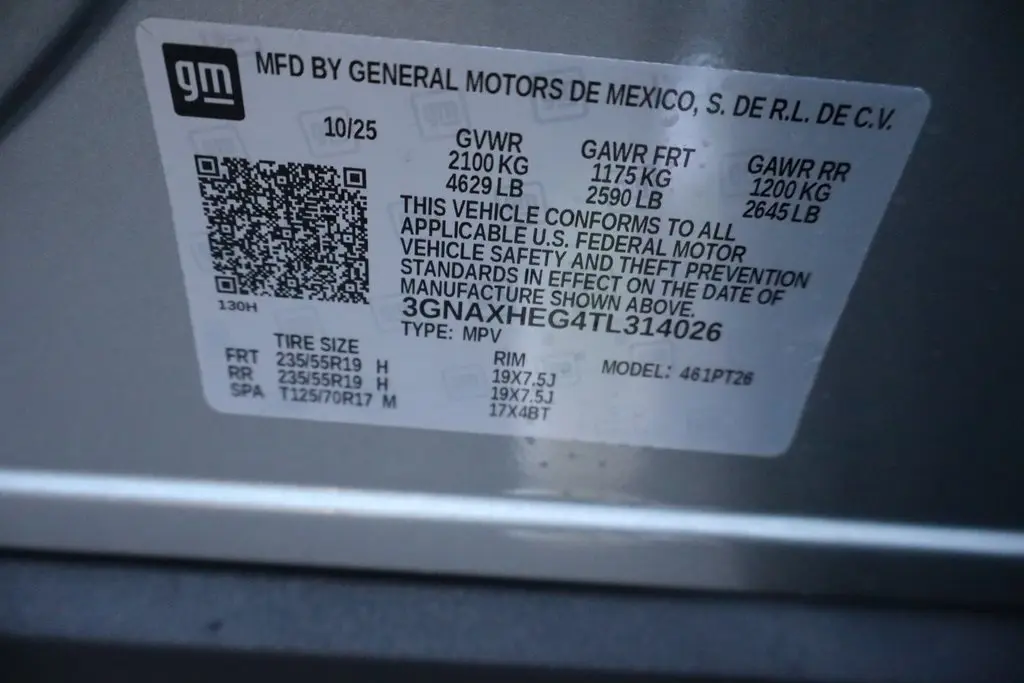 gm
MFD BY GENERAL MOTORS DE MEXICO, S. DE R.L. DE C.V.
10/25
GVWR GAWR FRT GAWR RR
2100 KG 1175 KG 1200 KG
4629 LB 2590 LB 2645 LB
THIS VEHICLE CONFORMS TO ALL
APPLICABLE U.S. FEDERAL MOTOR
VEHICLE SAFETY AND THEFT PREVENTION
STANDARDS IN EFFECT ON THE DATE OF
MANUFACTURE SHOWN ABOVE.
130H
3GNAXHEG4TL314026
TYPE: MPV
TIRE SIZE RIM MODEL: 461PT26
FRT 235/55R19 H 19X7.5J
RR 235/55R19 H 19X7.5J
SPA T125/70R17 M 17X4BT